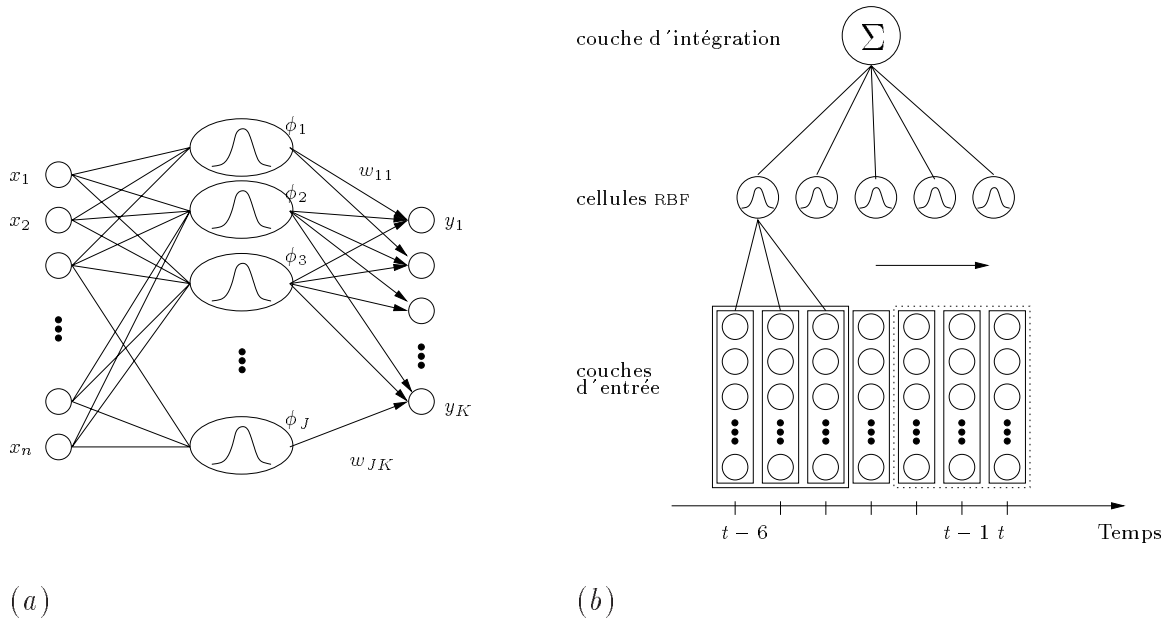 ϕ1
w11
x1
ϕ2
x2
y1
ϕ3
ϕJ
yK
xn
wJK
(a)
couche d´intégration
Σ
cellules RBF
couches
d´entrée
t − 6
t − 1 t
Temps
(b)